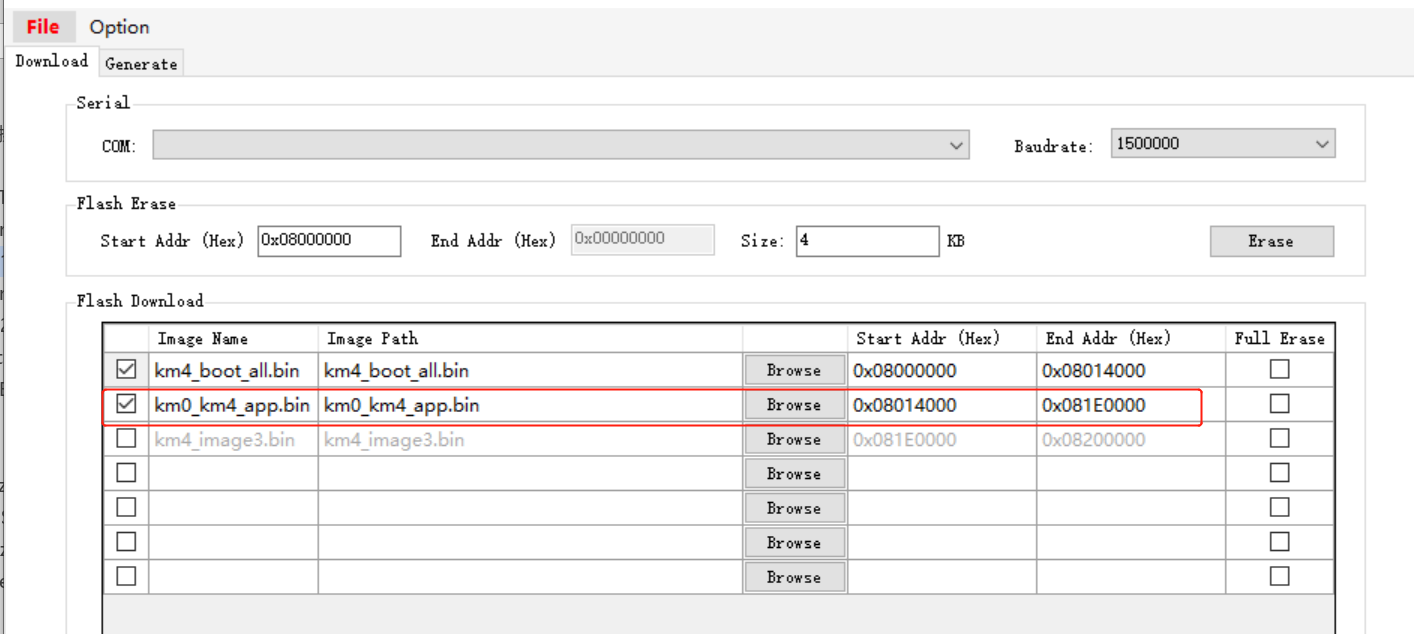 File Option
Download Generate
Serial
COM: Baudrate: 1500000
Flash Erase
Start Addr (Hex) 0x08000000 End Addr (Hex) 0x00000000 Size: 4 KB Erase
Flash Download
Image Name Image Path Start Addr (Hex) End Addr (Hex) Full Erase
km4_boot_all.bin km4_boot_all.bin Browse 0x08000000 0x08014000
km0_km4_app.bin km0_km4_app.bin Browse 0x08014000 0x081E0000
km4_image3.bin km4_image3.bin Browse 0x081E0000 0x08200000
Browse
Browse
Browse
Browse